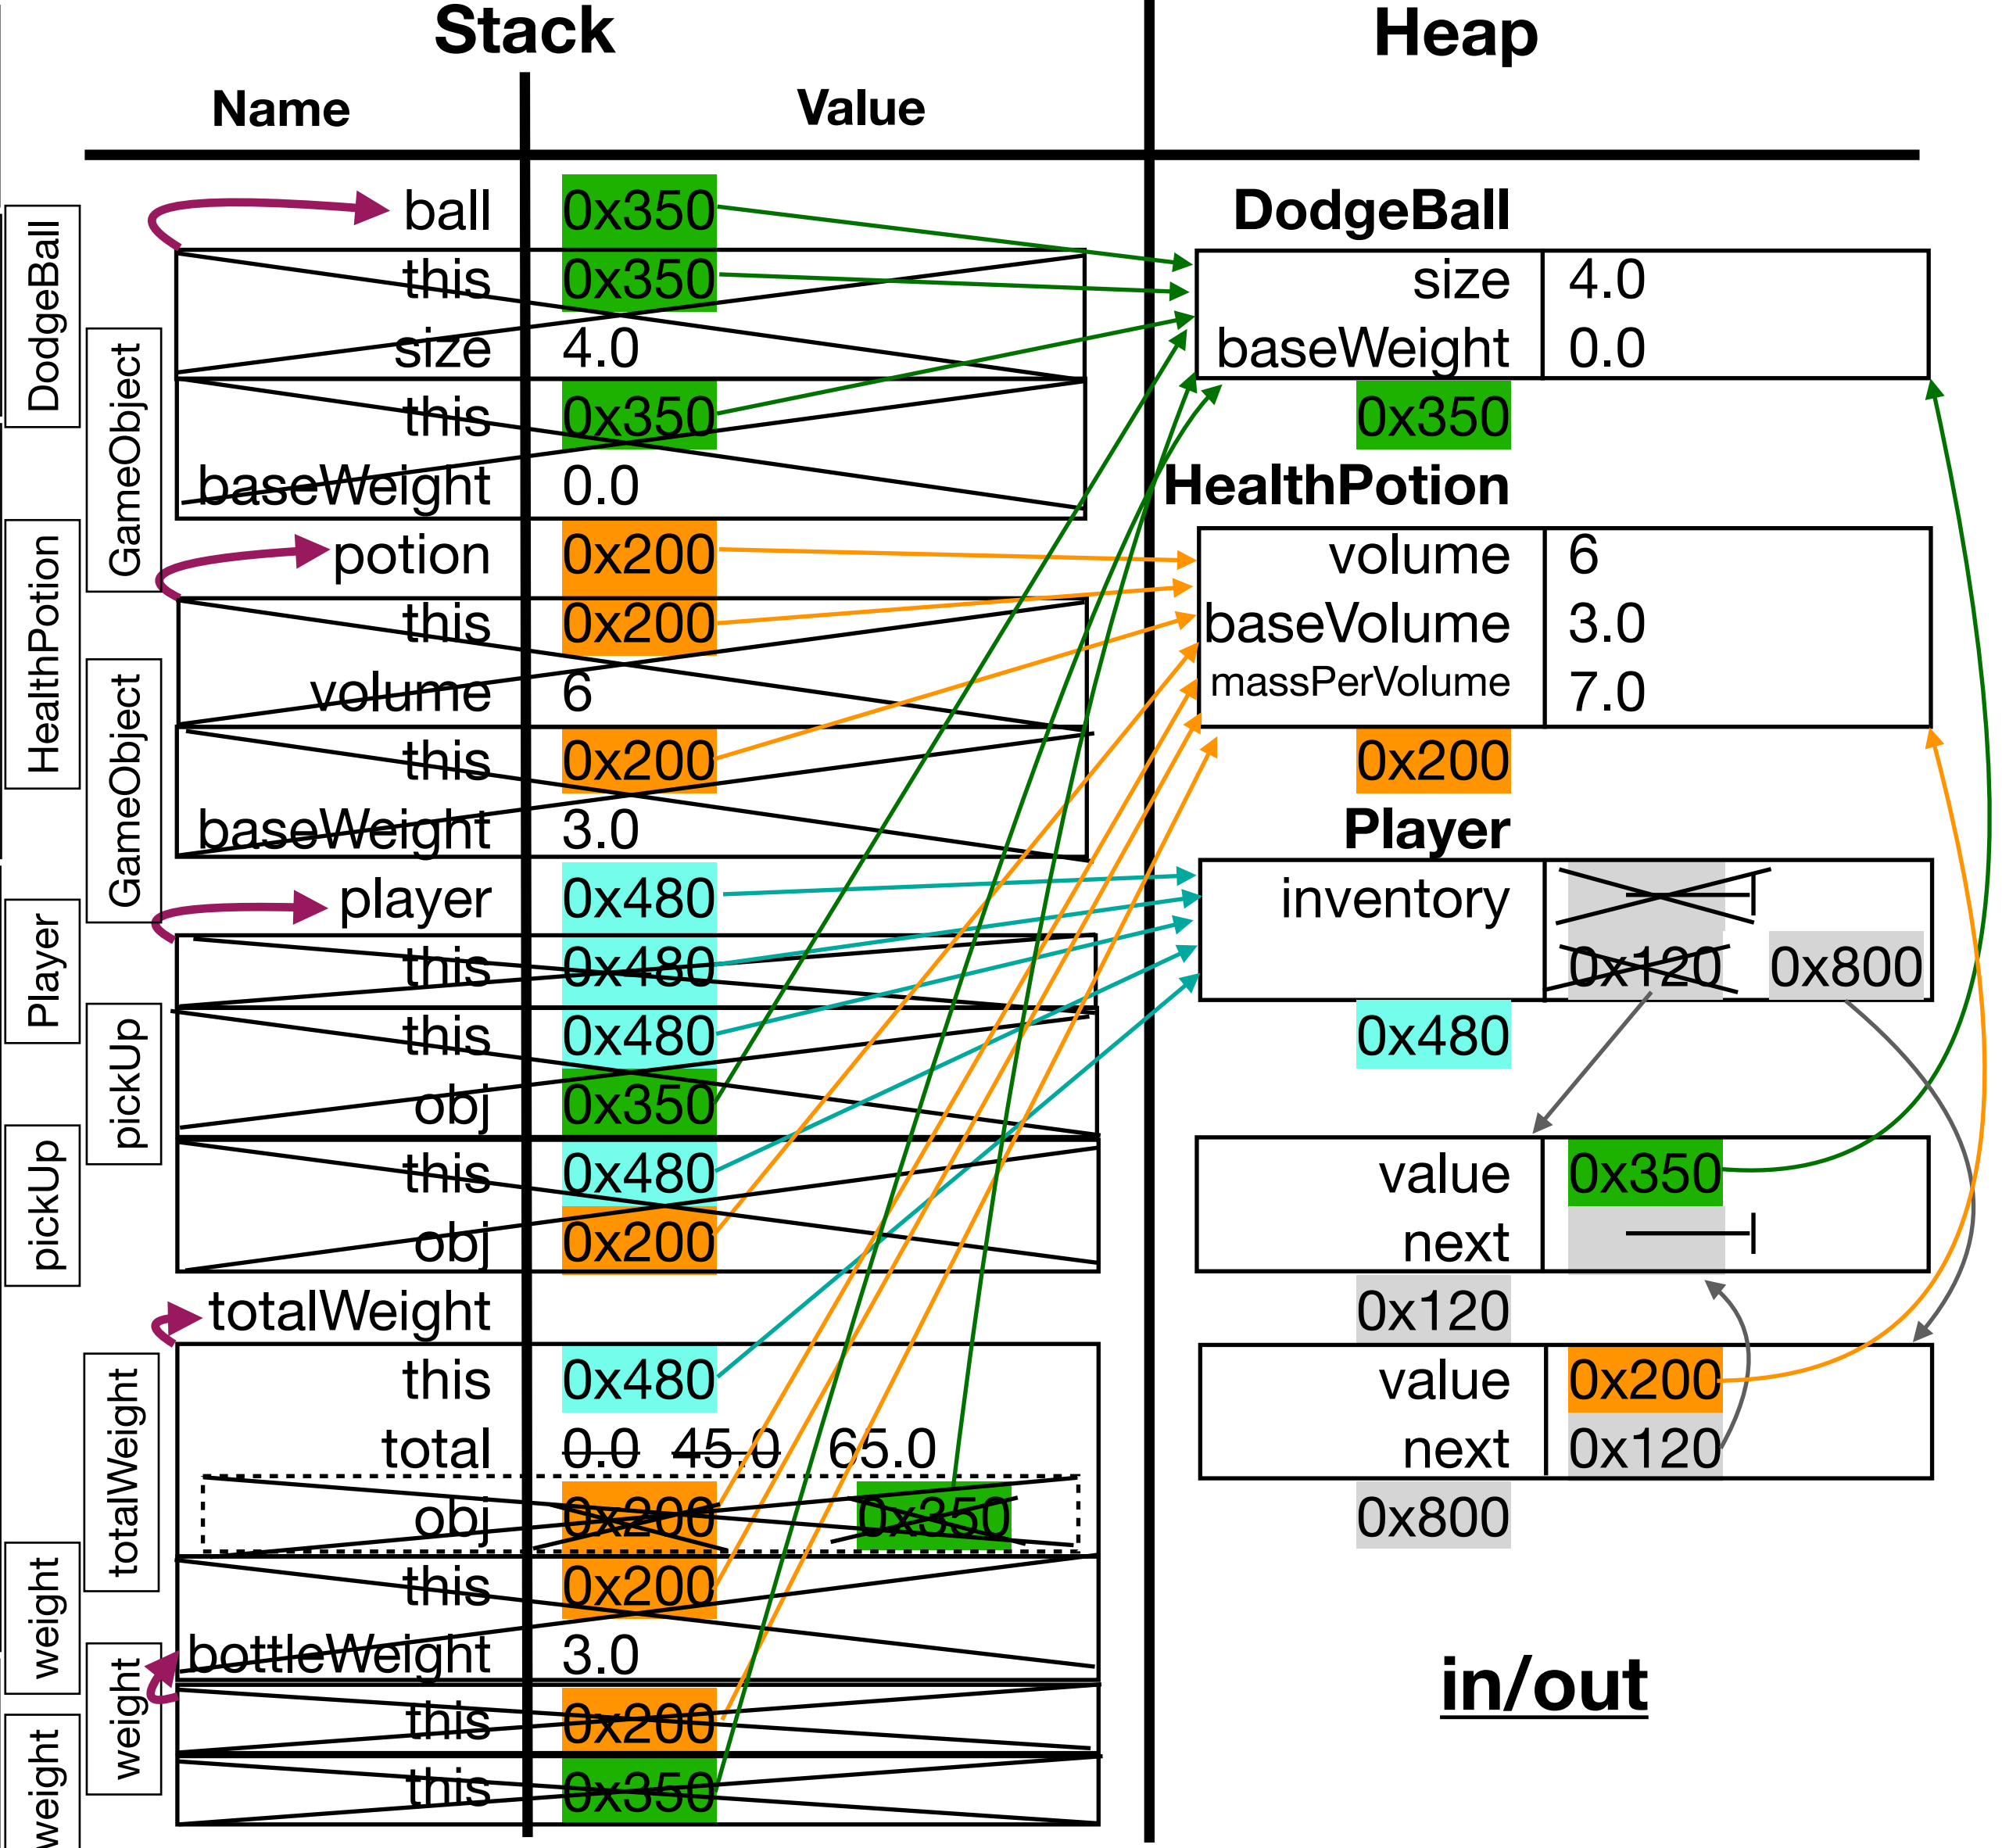 Stack
Heap
Name
Value
ball 0x350
this 0x350
size 4.0
this 0x350
baseWeight 0.0
potion 0x200
this 0x200
volume 6
this 0x200
baseWeight 3.0
player 0x480
this 0x480
this 0x480
obj 0x350
this 0x480
obj 0x200
totalWeight
this 0x480
total 0.0 45.0 65.0
obj 0x200 0x350
this 0x200
bottleWeight 3.0
this 0x200
this 0x350
DodgeBall
GameObject
HealthPotion
GameObject
Player
pickUp
pickUp
totalWeight
weight
weight
weight
DodgeBall
size 4.0
baseWeight 0.0
0x350
HealthPotion
volume 6
baseVolume 3.0
massPerVolume 7.0
0x200
Player
inventory
0x120 0x800
0x480
value 0x350
next
0x120
value 0x200
next 0x120
0x800
in/out